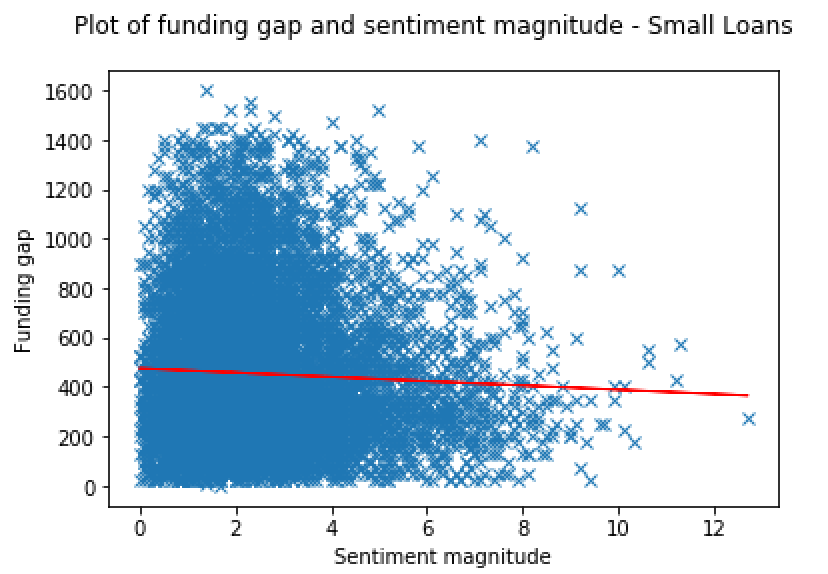 Plot of funding gap and sentiment magnitude - Small Loans
1600
1400
1200
1000
800
600
400
200
0
Funding gap
0 2 4 6 8 10 12
Sentiment magnitude